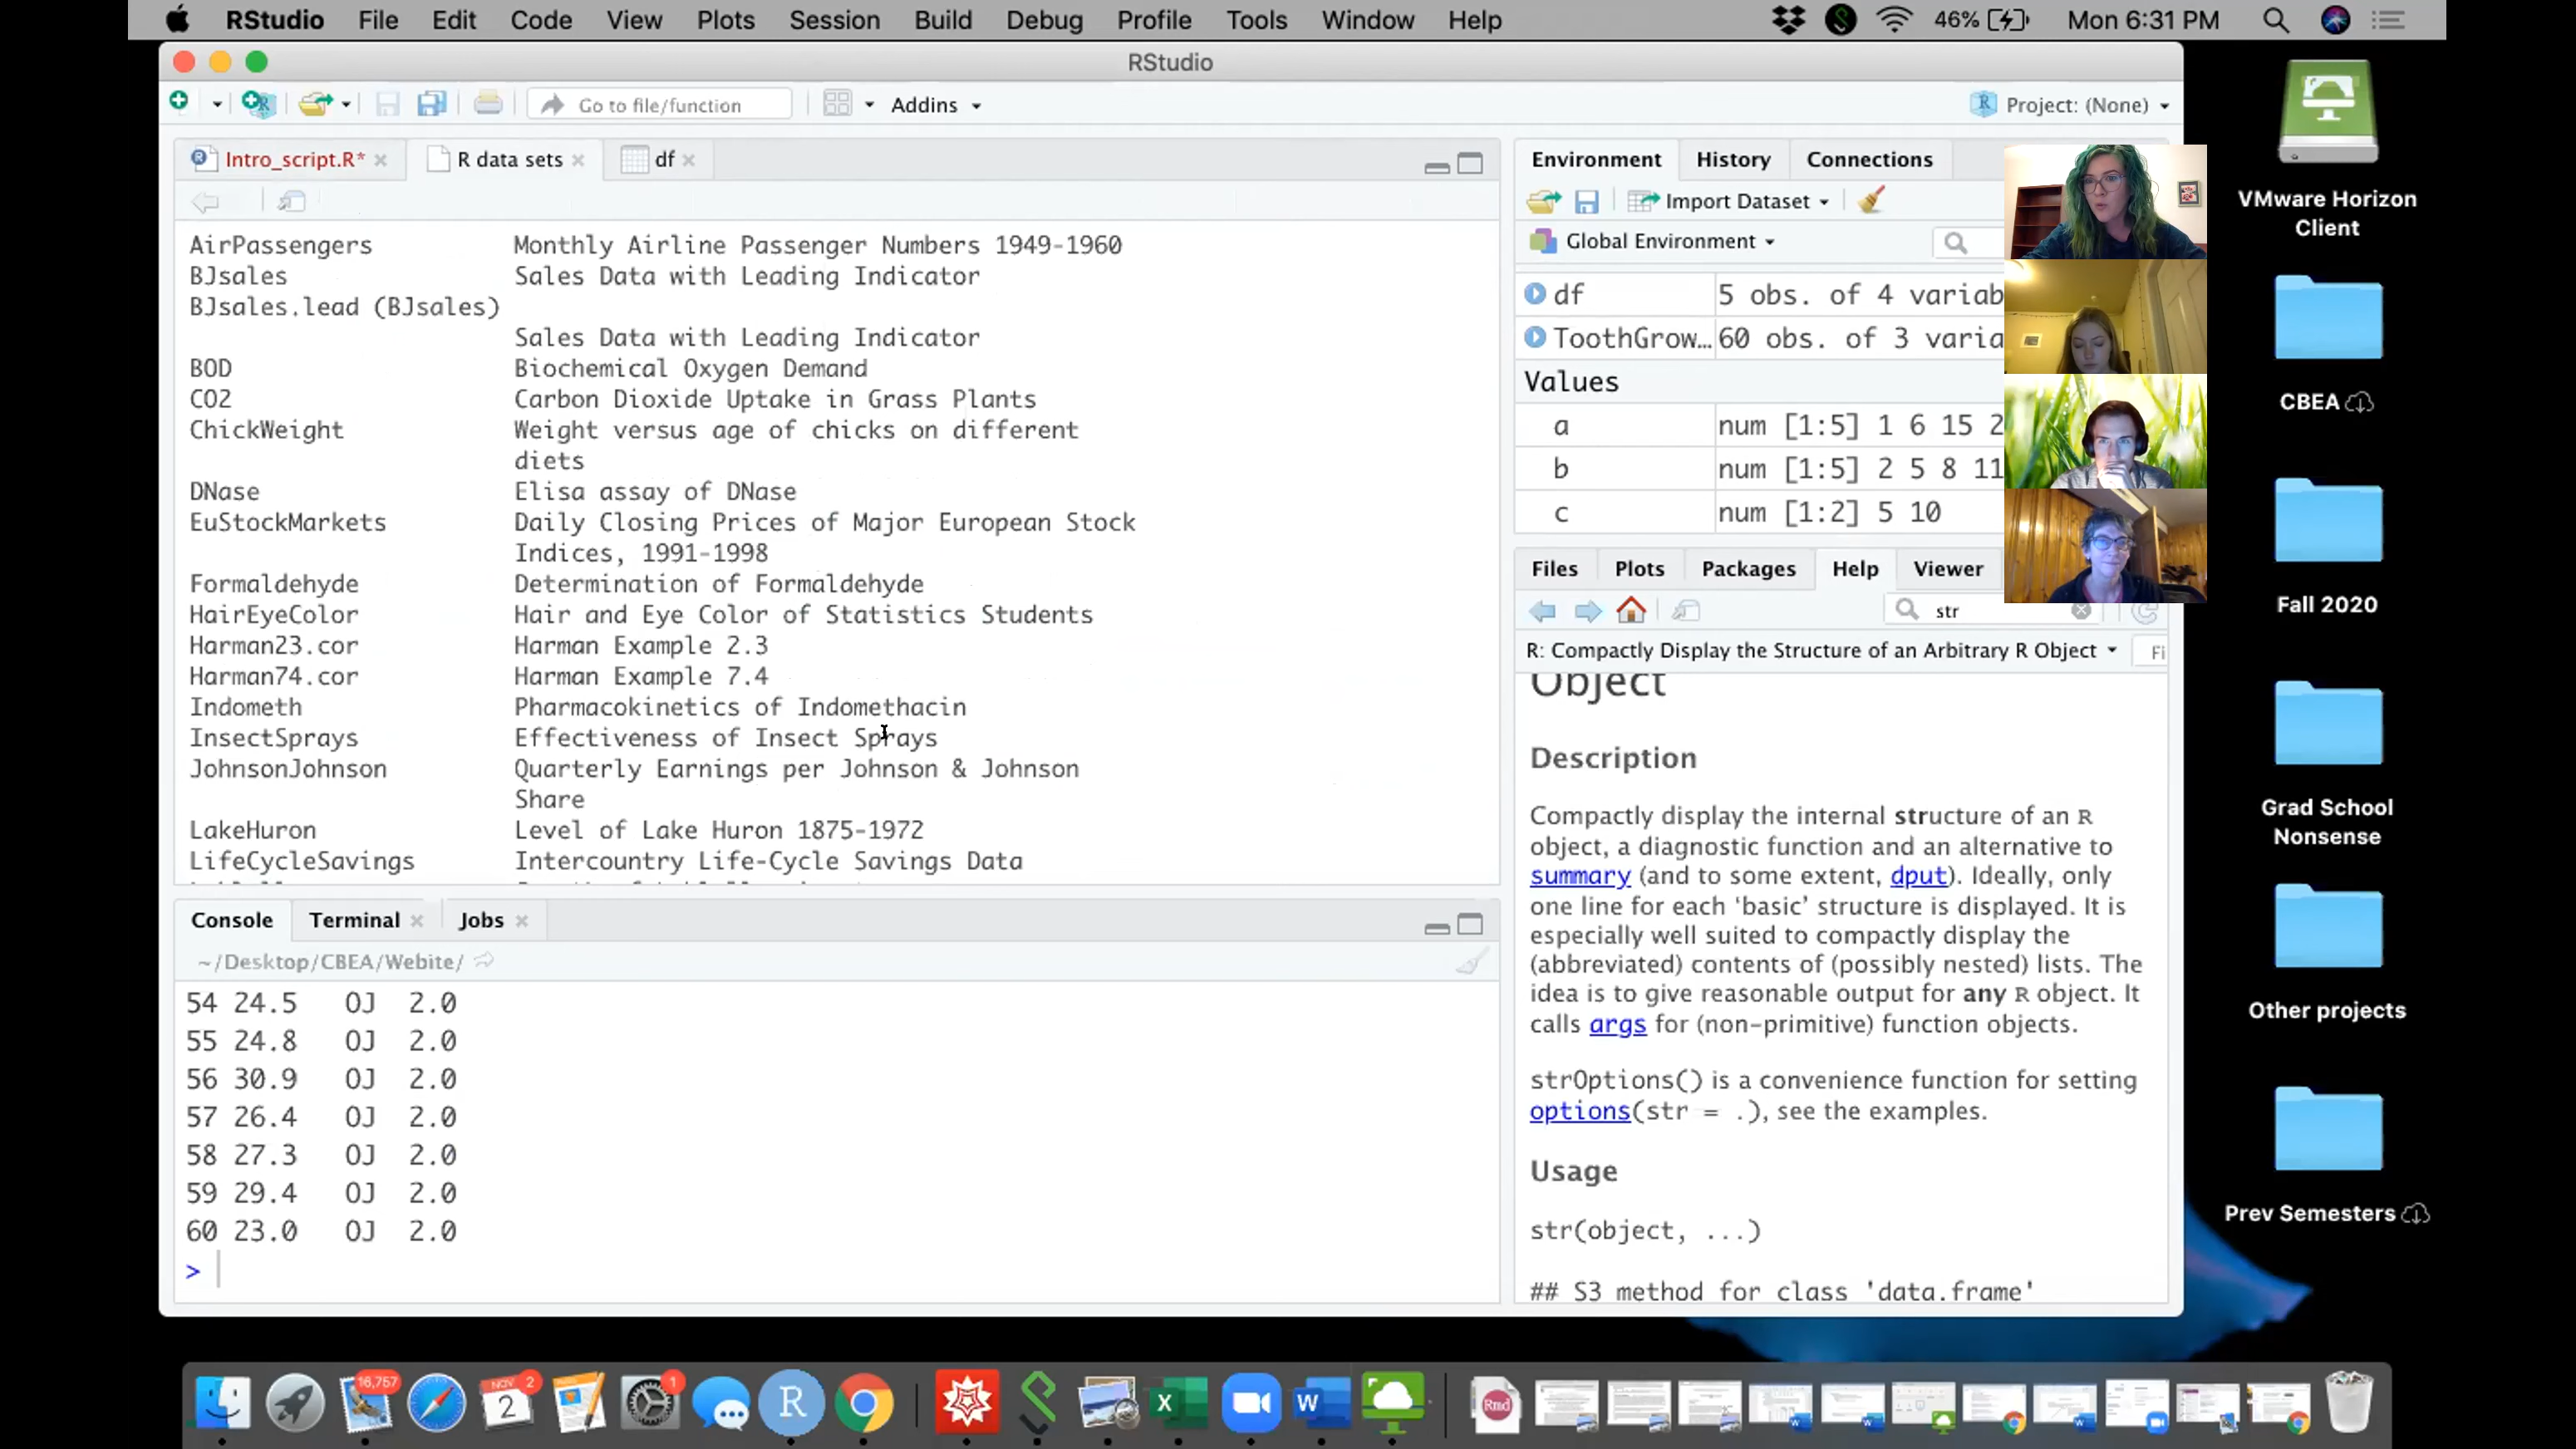 RStudio File Edit Code View Plots Session Build Debug Profile Tools Window Help 46% Mon 6:31 PM
RStudio
Go to file/function Addins Project: (None)
Intro_script.R* R data sets df
AirPassengers Monthly Airline Passenger Numbers 1949-1960
BJsales Sales Data with Leading Indicator
BJsales.lead (BJsales)
Sales Data with Leading Indicator
BOD Biochemical Oxygen Demand
CO2 Carbon Dioxide Uptake in Grass Plants
ChickWeight Weight versus age of chicks on different
diets
DNase Elisa assay of DNase
EuStockMarkets Daily Closing Prices of Major European Stock
Indices, 1991-1998
Formaldehyde Determination of Formaldehyde
HairEyeColor Hair and Eye Color of Statistics Students
Harman23.cor Harman Example 2.3
Harman74.cor Harman Example 7.4
Indometh Pharmacokinetics of Indomethacin
InsectSprays Effectiveness of Insect Sprays
JohnsonJohnson Quarterly Earnings per Johnson & Johnson
Share
LakeHuron Level of Lake Huron 1875-1972
LifeCycleSavings Intercountry Life-Cycle Savings Data
Console Terminal Jobs
~/Desktop/CBEA/Webite/
54 24.5 OJ 2.0
55 24.8 OJ 2.0
56 30.9 OJ 2.0
57 26.4 OJ 2.0
58 27.3 OJ 2.0
59 29.4 OJ 2.0
60 23.0 OJ 2.0
>
Environment History Connections
Import Dataset
Global Environment
df 5 obs. of 4 variab
ToothGrow... 60 obs. of 3 varia
Values
a num [1:5] 1 6 15 2
b num [1:5] 2 5 8 11
c num [1:2] 5 10
Files Plots Packages Help Viewer
str
R: Compactly Display the Structure of an Arbitrary R Object Fi
Object
Description
Compactly display the internal structure of an R
object, a diagnostic function and an alternative to
summary (and to some extent, dput). Ideally, only
one line for each ‘basic’ structure is displayed. It is
especially well suited to compactly display the
(abbreviated) contents of (possibly nested) lists. The
idea is to give reasonable output for any R object. It
calls args for (non-primitive) function objects.
strOptions() is a convenience function for setting
options(str = .), see the examples.
Usage
str(object, ...)
## S3 method for class 'data.frame'
VMware Horizon
Client
CBEA
Fall 2020
Grad School
Nonsense
Other projects
Prev Semesters
16,757
NOV 2
2
1
R
X
W
Rmd